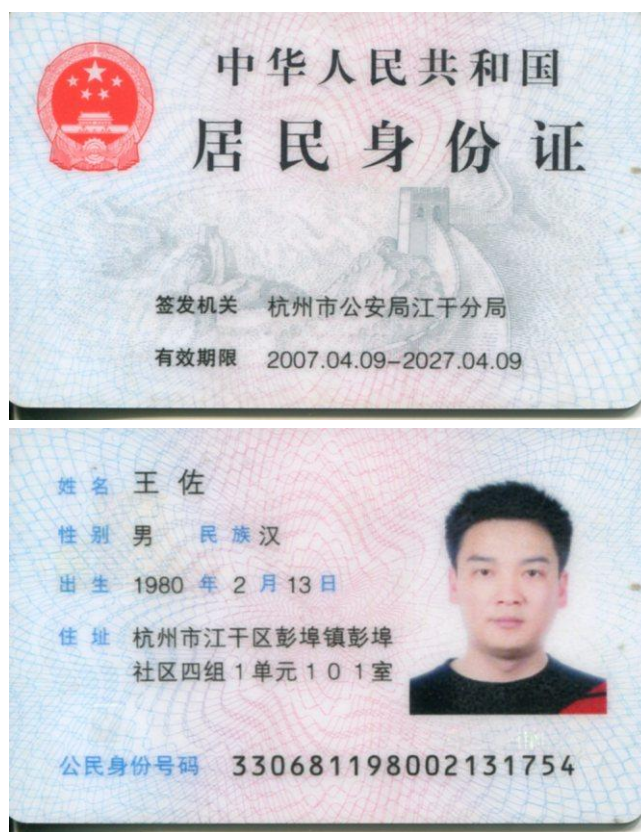 中华人民共和国
居民身份证
签发机关 杭州市公安局江干分局
有效期限 2007.04.09-2027.04.09
姓名 王佐
性别 男 民族 汉
出生 1980 年 2 月 13 日
住址 杭州市江干区彭埠镇彭埠
社区四组1单元101室
公民身份号码 330681198002131754